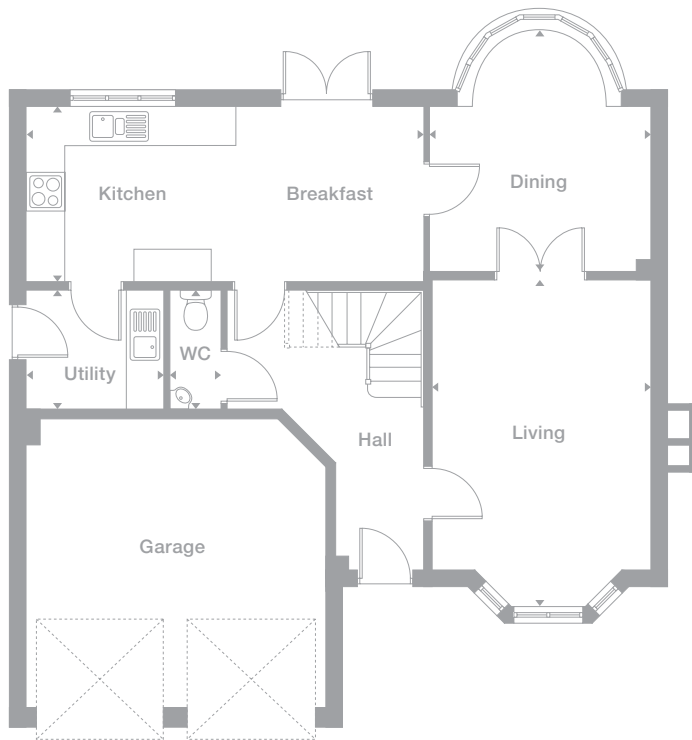 Kitchen
Breakfast
Dining
Utility
WC
Hall
Living
Garage